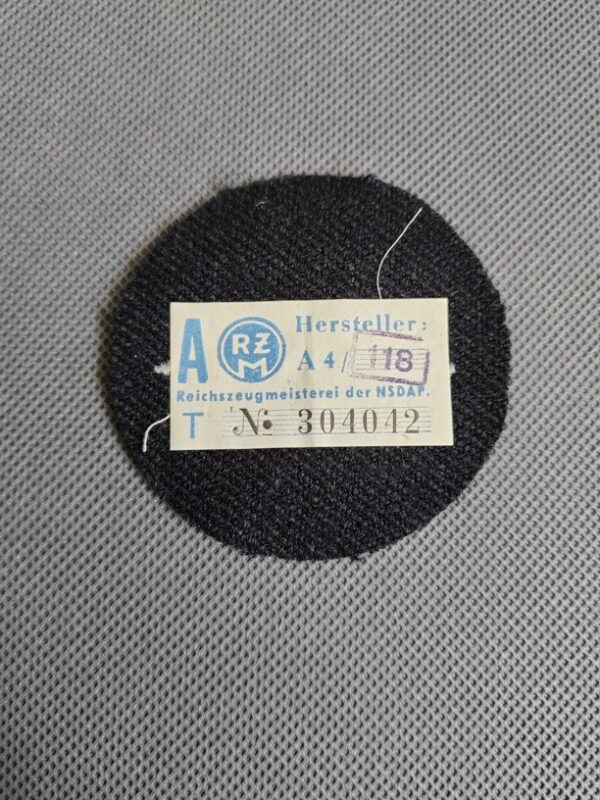 A RZM Hersteller:
A 4/ 118
Reichszeugmeisterei der NSDAP.
T № 304042